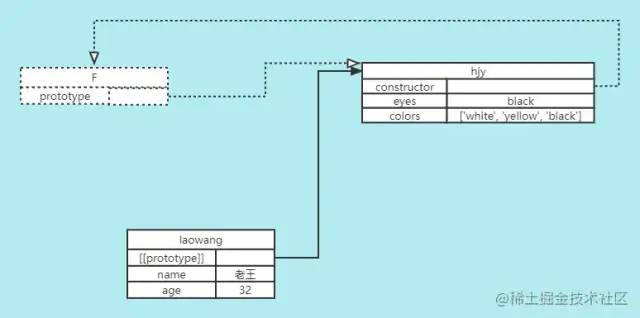 F
prototype
hjy
constructor
eyes black
colors ['white', 'yellow', 'black']
laowang
[[prototype]]
name 老王
age 32
@稀土掘金技术社区